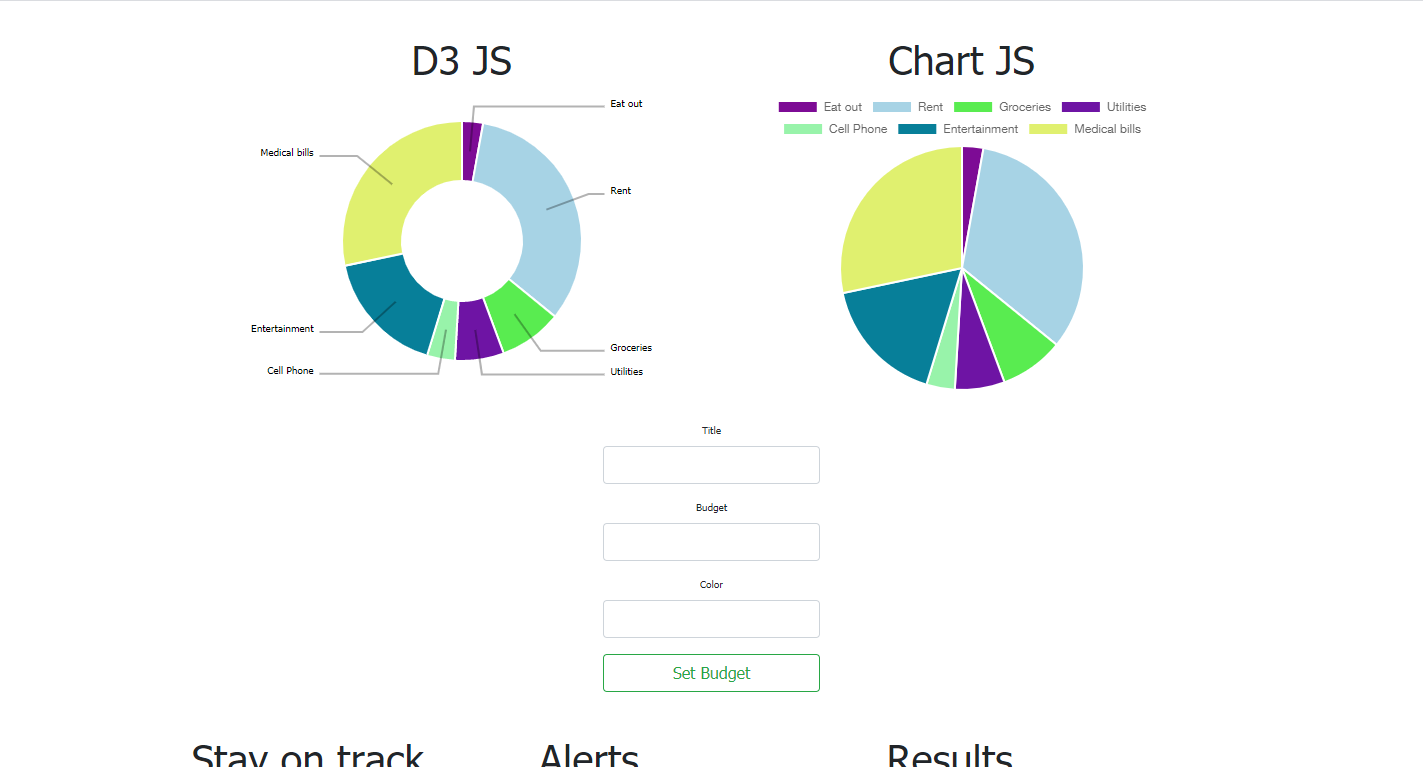 D3 JS
Eat out
Medical bills
Rent
Entertainment
Groceries
Cell Phone
Utilities
Chart JS
Eat out Rent Groceries Utilities
Cell Phone Entertainment Medical bills
Title
Budget
Color
Set Budget
Stay on track Alerts Results